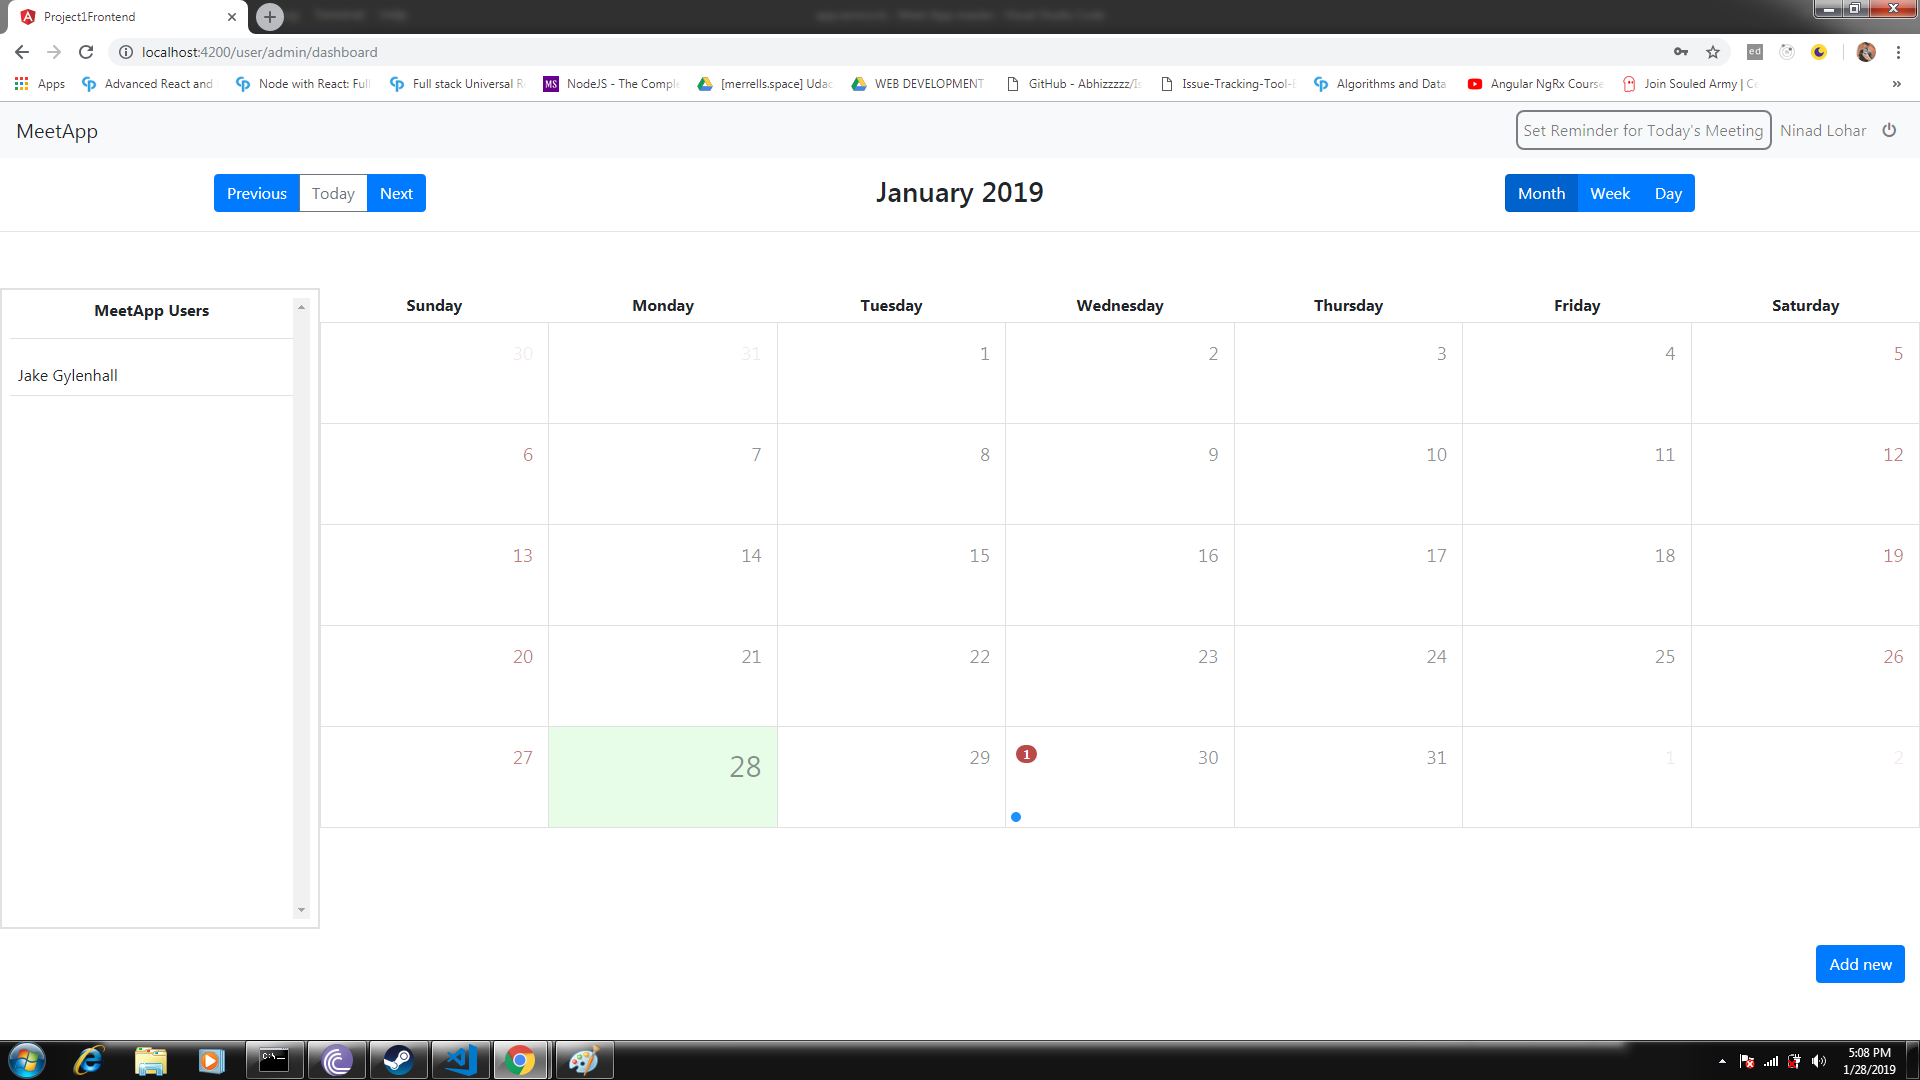 Project1Frontend
localhost:4200/user/admin/dashboard
Apps
Advanced React and
Node with React: Full
Full stack Universal R
MS
NodeJS - The Comple
[merrells.space] Udac
WEB DEVELOPMENT
GitHub - Abhizzzzz/Is
Issue-Tracking-Tool-F
Algorithms and Data
Angular NgRx Course
Join Souled Army | C
ed
MeetApp
Set Reminder for Today's Meeting
Ninad Lohar
Previous
Today
Next
January 2019
Month
Week
Day
MeetApp Users
Jake Gylenhall
Sunday Monday Tuesday Wednesday Thursday Friday Saturday
30 31 1 2 3 4 5
6 7 8 9 10 11 12
13 14 15 16 17 18 19
20 21 22 23 24 25 26
27 28 29 1 30 31 1 2
Add new
C:\.
5:08 PM
1/28/2019